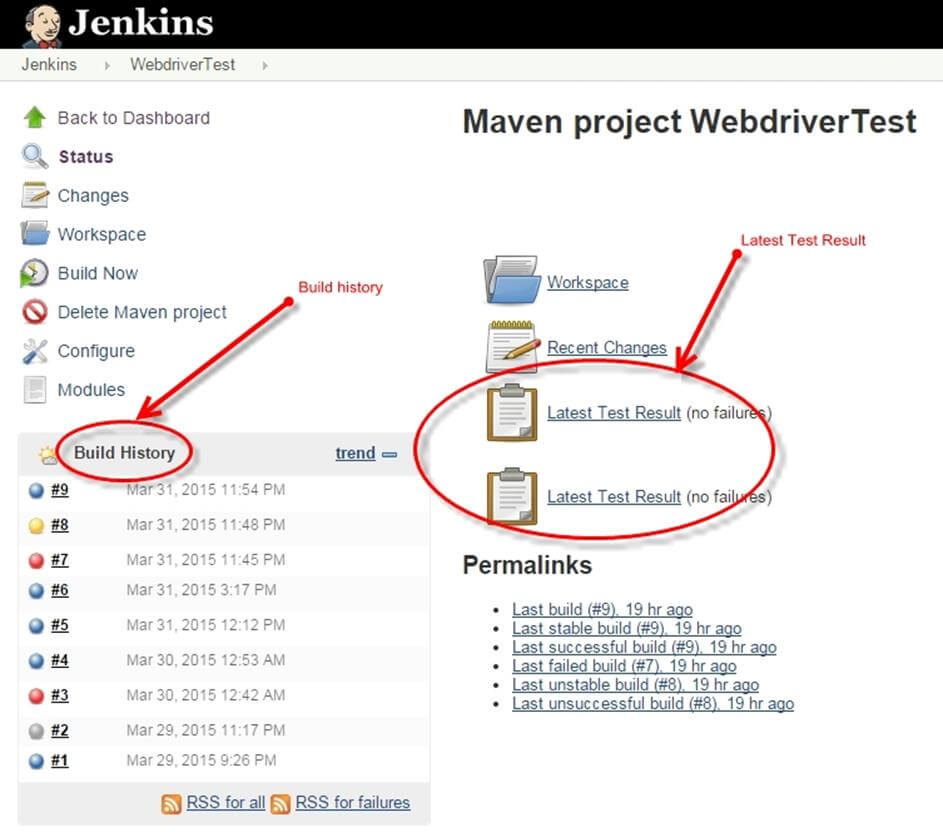 Jenkins
Jenkins WebdriverTest
Back to Dashboard
Status
Changes
Workspace
Build Now
Delete Maven project
Configure
Modules
Build history
Build History trend
#9 Mar 31, 2015 11:54 PM
#8 Mar 31, 2015 11:48 PM
#7 Mar 31, 2015 11:45 PM
#6 Mar 31, 2015 3:17 PM
#5 Mar 31, 2015 12:12 PM
#4 Mar 30, 2015 12:53 AM
#3 Mar 30, 2015 12:42 AM
#2 Mar 29, 2015 11:17 PM
#1 Mar 29, 2015 9:26 PM
RSS for all RSS for failures
Maven project WebdriverTest
Latest Test Result
Workspace
Recent Changes
Latest Test Result (no failures)
Latest Test Result (no failures)
Permalinks
Last build (#9), 19 hr ago
Last stable build (#9), 19 hr ago
Last successful build (#9), 19 hr ago
Last failed build (#7), 19 hr ago
Last unstable build (#8), 19 hr ago
Last unsuccessful build (#8), 19 hr ago